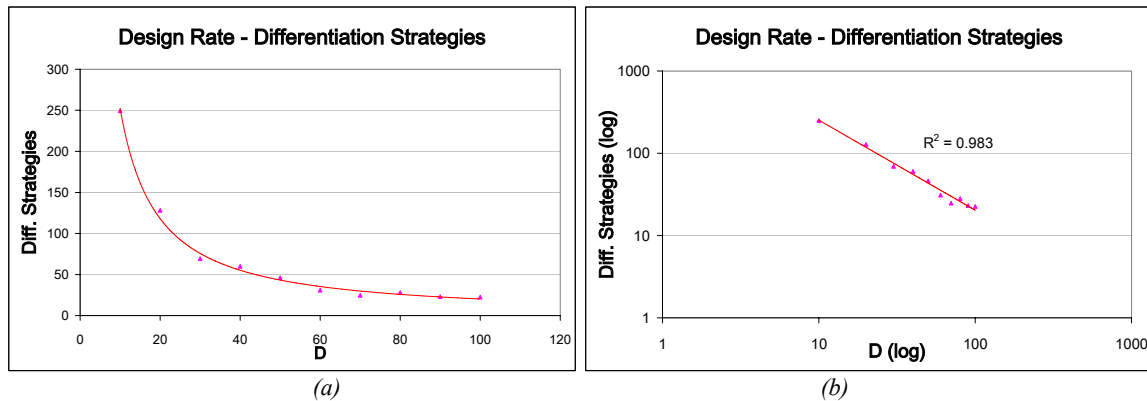 Design Rate - Differentiation Strategies
300
250
200
150
100
50
0
Diff. Strategies
0 20 40 60 80 100 120
D
(a)
Design Rate - Differentiation Strategies
1000
100
10
1
Diff. Strategies (log)
R² = 0.983
1 10 100 1000
D (log)
(b)